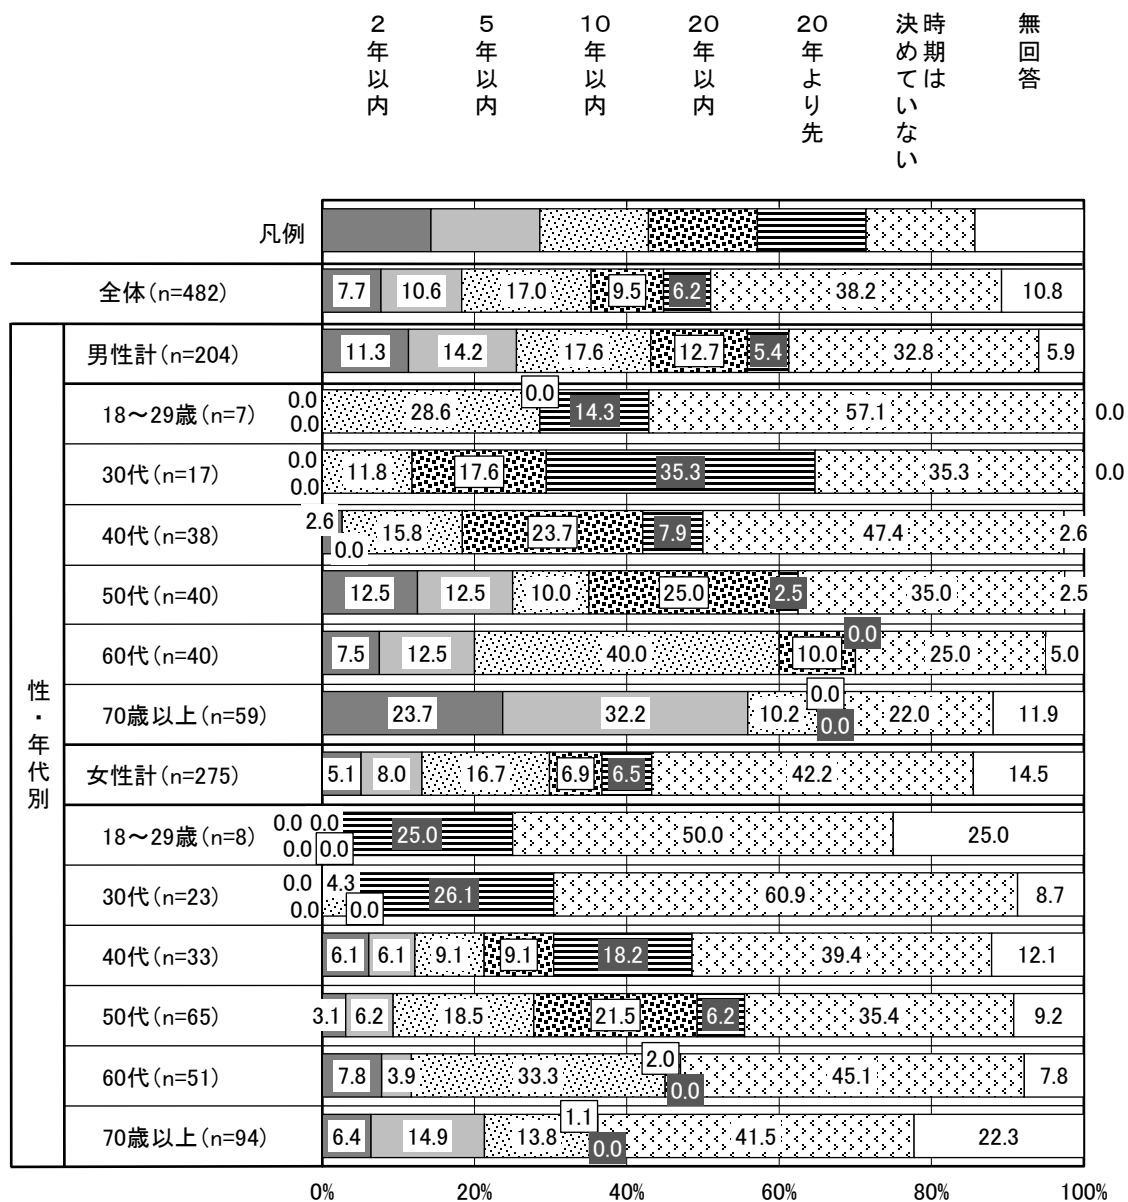 2年以内
5年以内
10年以内
20年以内
20年より先
時期は
決めていない
無回答
凡例
全体(n=482) 7.7 10.6 17.0 9.5 6.2 38.2 10.8
性・年代別
男性計(n=204) 11.3 14.2 17.6 12.7 5.4 32.8 5.9
18～29歳(n=7) 0.0 0.0 28.6 0.0 14.3 57.1 0.0
30代(n=17) 0.0 0.0 11.8 17.6 35.3 35.3 0.0
40代(n=38) 2.6 0.0 15.8 23.7 7.9 47.4 2.6
50代(n=40) 12.5 12.5 10.0 25.0 2.5 35.0 2.5
60代(n=40) 7.5 12.5 40.0 10.0 0.0 25.0 5.0
70歳以上(n=59) 23.7 32.2 10.2 0.0 0.0 22.0 11.9
女性計(n=275) 5.1 8.0 16.7 6.9 6.5 42.2 14.5
18～29歳(n=8) 0.0 0.0 0.0 0.0 25.0 50.0 25.0
30代(n=23) 0.0 0.0 4.3 0.0 26.1 60.9 8.7
40代(n=33) 6.1 6.1 9.1 9.1 18.2 39.4 12.1
50代(n=65) 3.1 6.2 18.5 21.5 6.2 35.4 9.2
60代(n=51) 7.8 3.9 33.3 2.0 0.0 45.1 7.8
70歳以上(n=94) 6.4 14.9 13.8 1.1 0.0 41.5 22.3
0% 20% 40% 60% 80% 100%